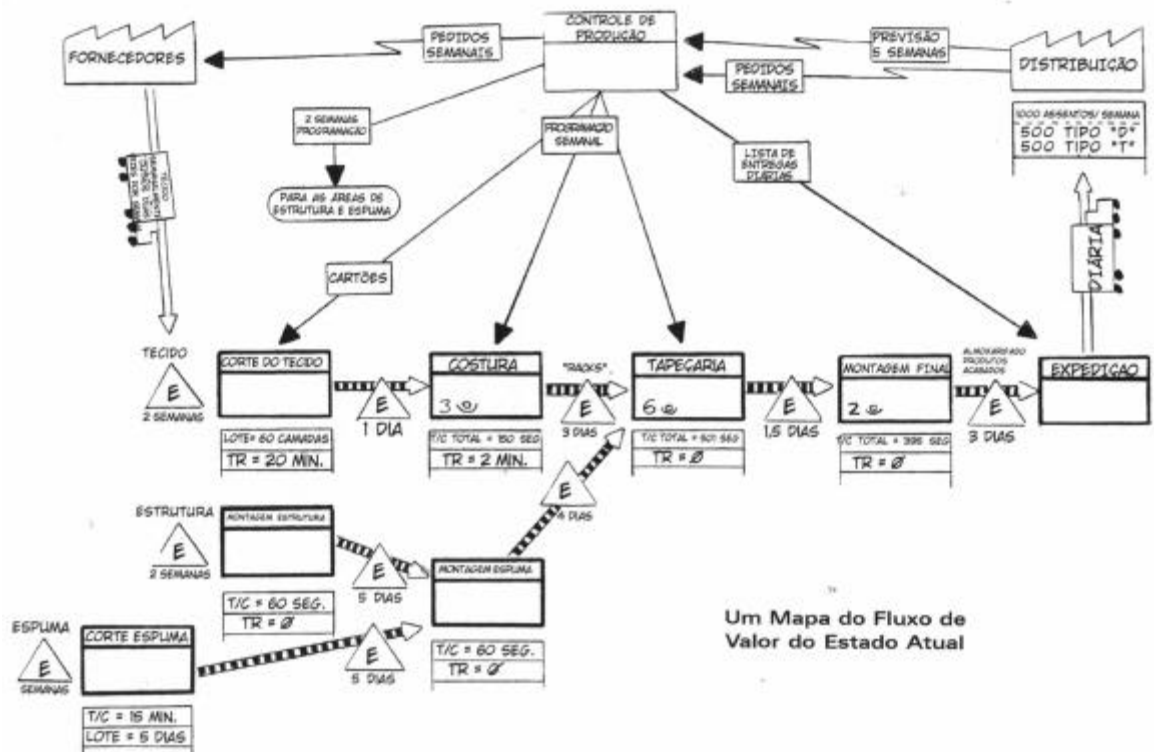 FORNECEDORES
PEDIDOS
SEMANAIS
CONTROLE DE
PRODUÇÃO
PREVISÃO
5 SEMANAS
PEDIDOS
SEMANAIS
DISTRIBUIÇÃO
1000 ASSENTOS/ SEMANA
500 TIPO "D"
500 TIPO "T"
2 SEMANAS
PROGRAMAÇÃO
PARA AS ÁREAS DE
ESTRUTURA E ESPUMA
PROGRAMAÇÃO
SEMANAL
LISTA DE
ENTREGAS
DIÁRIAS
CARTÕES
TECIDO
DIÁRIA
TECIDO
E
2 SEMANAS
CORTE DO TECIDO
LOTE= 60 CAMADAS
TR = 20 MIN.
E
1 DIA
COSTURA
3
T/C TOTAL = 150 SEG
TR = 2 MIN.
"RACKS"
E
3 DIAS
TAPEÇARIA
6
T/C TOTAL = 501 SEG
TR = Ø
E
1,5 DIAS
MONTAGEM FINAL
2
T/C TOTAL = 395 SEG
TR = Ø
ALMOXARIFADO
PRODUTOS
ACABADOS
E
3 DIAS
EXPEDIÇAO
ESTRUTURA
E
2 SEMANAS
MONTAGEM ESTRUTURA
T/C = 60 SEG.
TR = Ø
E
5 DIAS
MONTAGEM ESPUMA
T/C = 60 SEG.
TR = Ø
E
4 DIAS
ESPUMA
E
SEMANAS
CORTE ESPUMA
T/C = 15 MIN.
LOTE = 5 DIAS
E
5 DIAS
Um Mapa do Fluxo de
Valor do Estado Atual